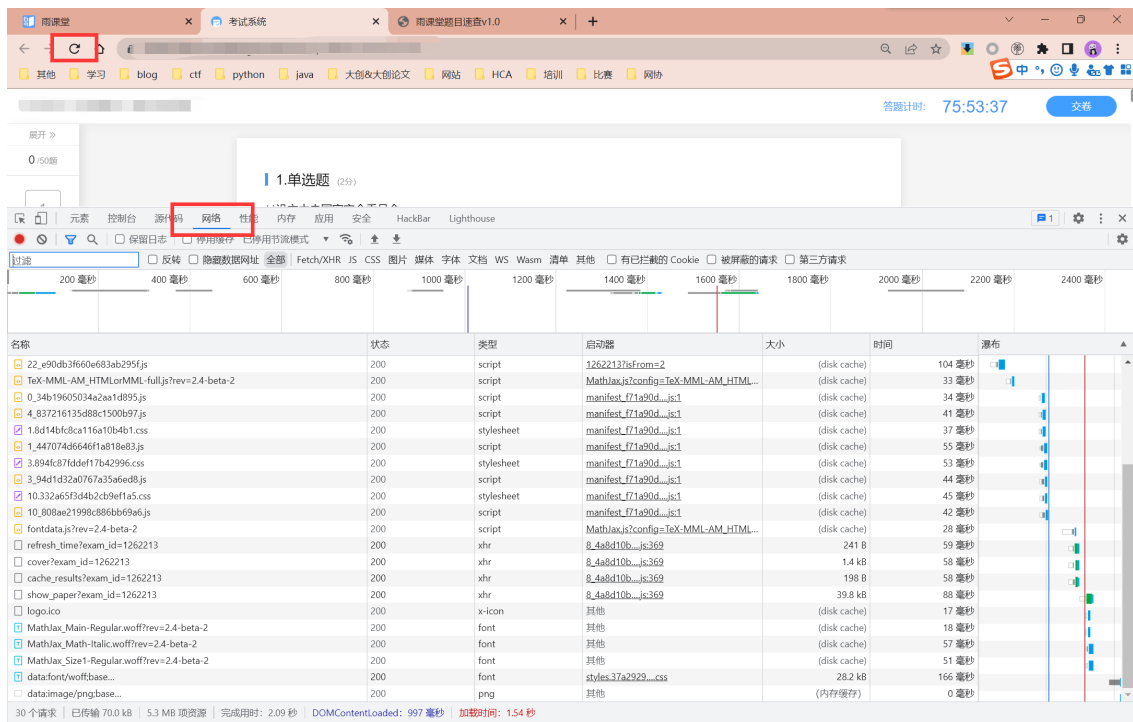 雨课堂 × 考试系统 × 雨课堂题目速查v1.0 × +
其他 学习 blog ctf python java 大创&大创论文 网站 HCA 培训 比赛 网协
中
答题计时: 75:53:37 交卷
展开 »
0 /50题
1.单选题 (2分)
元素 控制台 源代码 网络 性能 内存 应用 安全 HackBar Lighthouse 1
保留日志 停用缓存 已停用节流模式
过滤 反转 隐藏数据网址 全部 Fetch/XHR JS CSS 图片 媒体 字体 文档 WS Wasm 清单 其他 有已拦截的 Cookie 被屏蔽的请求 第三方请求
200 毫秒 400 毫秒 600 毫秒 800 毫秒 1000 毫秒 1200 毫秒 1400 毫秒 1600 毫秒 1800 毫秒 2000 毫秒 2200 毫秒 2400 毫秒
名称 状态 类型 启动器 大小 时间 瀑布
22_e90db3f660e683ab295f.js 200 script 1262213?isFrom=2 (disk cache) 104 毫秒
TeX-MML-AM_HTMLorMML-full.js?rev=2.4-beta-2 200 script MathJax.js?config=TeX-MML-AM_HTML... (disk cache) 33 毫秒
0_34b19605034a2aa1d895.js 200 script manifest_f71a90d....js:1 (disk cache) 34 毫秒
4_837216135d88c1500b97.js 200 script manifest_f71a90d....js:1 (disk cache) 41 毫秒
1.8d14bfc8ca116a10b4b1.css 200 stylesheet manifest_f71a90d....js:1 (disk cache) 37 毫秒
1_447074d6646f1a818e83.js 200 script manifest_f71a90d....js:1 (disk cache) 55 毫秒
3.894fc87fddef17b42996.css 200 stylesheet manifest_f71a90d....js:1 (disk cache) 53 毫秒
3_94d1d32a0767a35a6ed8.js 200 script manifest_f71a90d....js:1 (disk cache) 44 毫秒
10.332a65f3d4b2cb9ef1a5.css 200 stylesheet manifest_f71a90d....js:1 (disk cache) 45 毫秒
10_808ae21998c886bb69a6.js 200 script manifest_f71a90d....js:1 (disk cache) 42 毫秒
fontdata.js?rev=2.4-beta-2 200 script MathJax.js?config=TeX-MML-AM_HTML... (disk cache) 28 毫秒
refresh_time?exam_id=1262213 200 xhr 8_4a8d10b....js:369 241 B 59 毫秒
cover?exam_id=1262213 200 xhr 8_4a8d10b....js:369 1.4 kB 58 毫秒
cache_results?exam_id=1262213 200 xhr 8_4a8d10b....js:369 198 B 58 毫秒
show_paper?exam_id=1262213 200 xhr 8_4a8d10b....js:369 39.8 kB 88 毫秒
logo.ico 200 x-icon 其他 (disk cache) 17 毫秒
MathJax_Main-Regular.woff?rev=2.4-beta-2 200 font 其他 (disk cache) 18 毫秒
MathJax_Math-Italic.woff?rev=2.4-beta-2 200 font 其他 (disk cache) 57 毫秒
MathJax_Size1-Regular.woff?rev=2.4-beta-2 200 font 其他 (disk cache) 51 毫秒
data:font/woff;base... 200 font styles.37a2929....css 28.2 kB 166 毫秒
data:image/png;base... 200 png 其他 (内存缓存) 0 毫秒
30 个请求 已传输 70.0 kB 5.3 MB 项资源 完成用时: 2.09 秒 DOMContentLoaded: 997 毫秒 加载时间: 1.54 秒